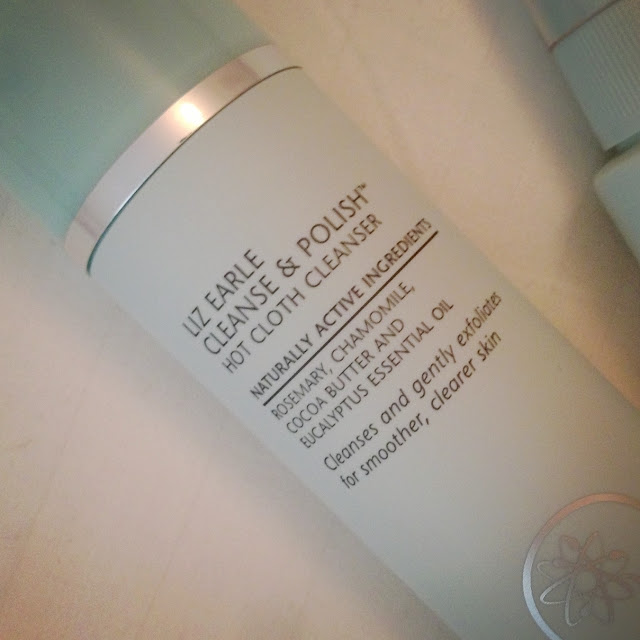 LIZ EARLE
CLEANSE & POLISH™
HOT CLOTH CLEANSER
NATURALLY ACTIVE INGREDIENTS
ROSEMARY, CHAMOMILE,
COCOA BUTTER AND
EUCALYPTUS ESSENTIAL OIL
Cleanses and gently exfoliates
for smoother, clearer skin